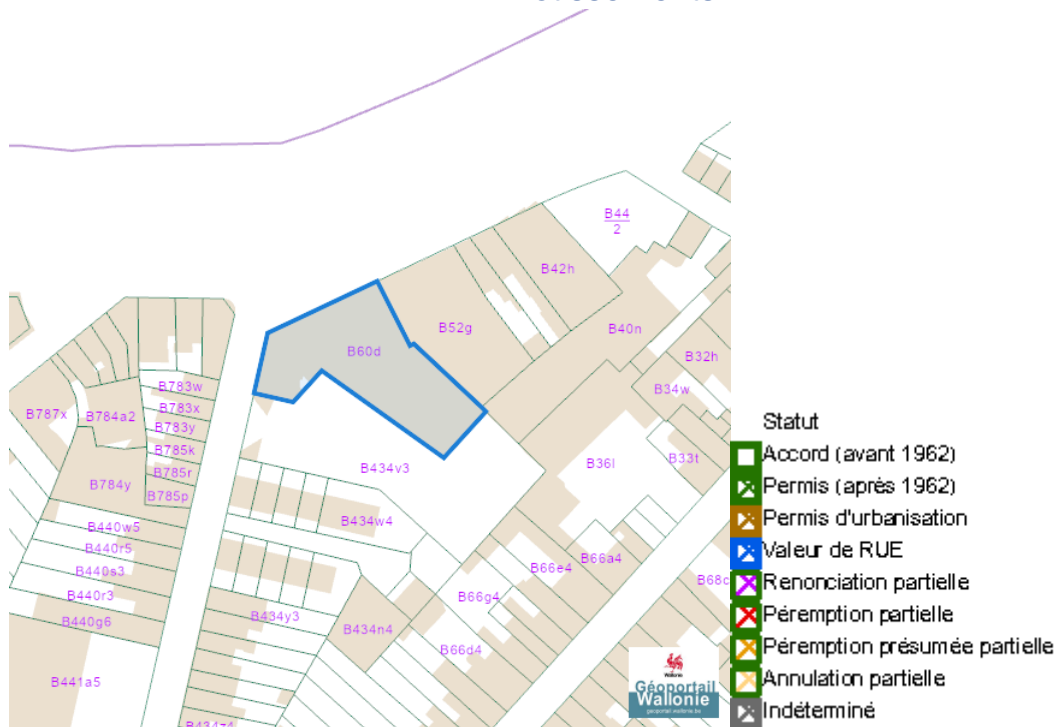 B44
2
B42h
B52g
B40n
B60d
B32h
B34w
B783w
B783x
B787x
B784a2
B783y
B785k
B785r
B33t
B36l
B434v3
B784y
B785p
B434w4
B440w5
B440r5
B66a4
B66e4
B440s3
B68c
B440r3
B66g4
B434y3
B440g6
B434n4
B66d4
B441a5
B434z4
Wallonie
Géoportail
Wallonie
geoportail.wallonie.be
Statut
Accord (avant 1962)
Permis (après 1962)
Permis d'urbanisation
Valeur de RUE
Renonciation partielle
Péremption partielle
Péremption présumée partielle
Annulation partielle
Indéterminé